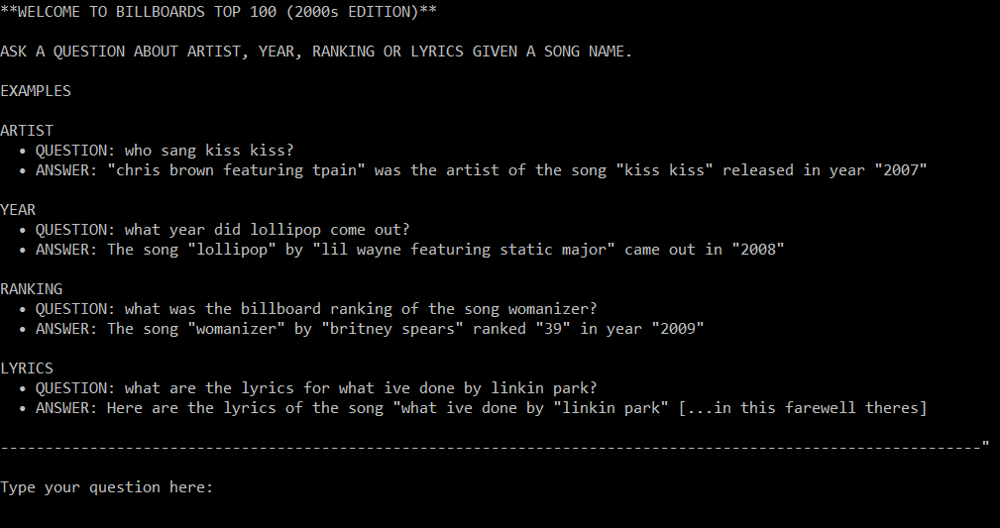 **WELCOME TO BILLBOARDS TOP 100 (2000s EDITION)**
ASK A QUESTION ABOUT ARTIST, YEAR, RANKING OR LYRICS GIVEN A SONG NAME.
EXAMPLES
ARTIST
• QUESTION: who sang kiss kiss?
• ANSWER: "chris brown featuring tpain" was the artist of the song "kiss kiss" released in year "2007"
YEAR
• QUESTION: what year did lollipop come out?
• ANSWER: The song "lollipop" by "lil wayne featuring static major" came out in "2008"
RANKING
• QUESTION: what was the billboard ranking of the song womanizer?
• ANSWER: The song "womanizer" by "britney spears" ranked "39" in year "2009"
LYRICS
• QUESTION: what are the lyrics for what ive done by linkin park?
• ANSWER: Here are the lyrics of the song "what ive done by "linkin park" [...in this farewell theres]
--------------------------------------------------------------------------------------------------------------"
Type your question here: